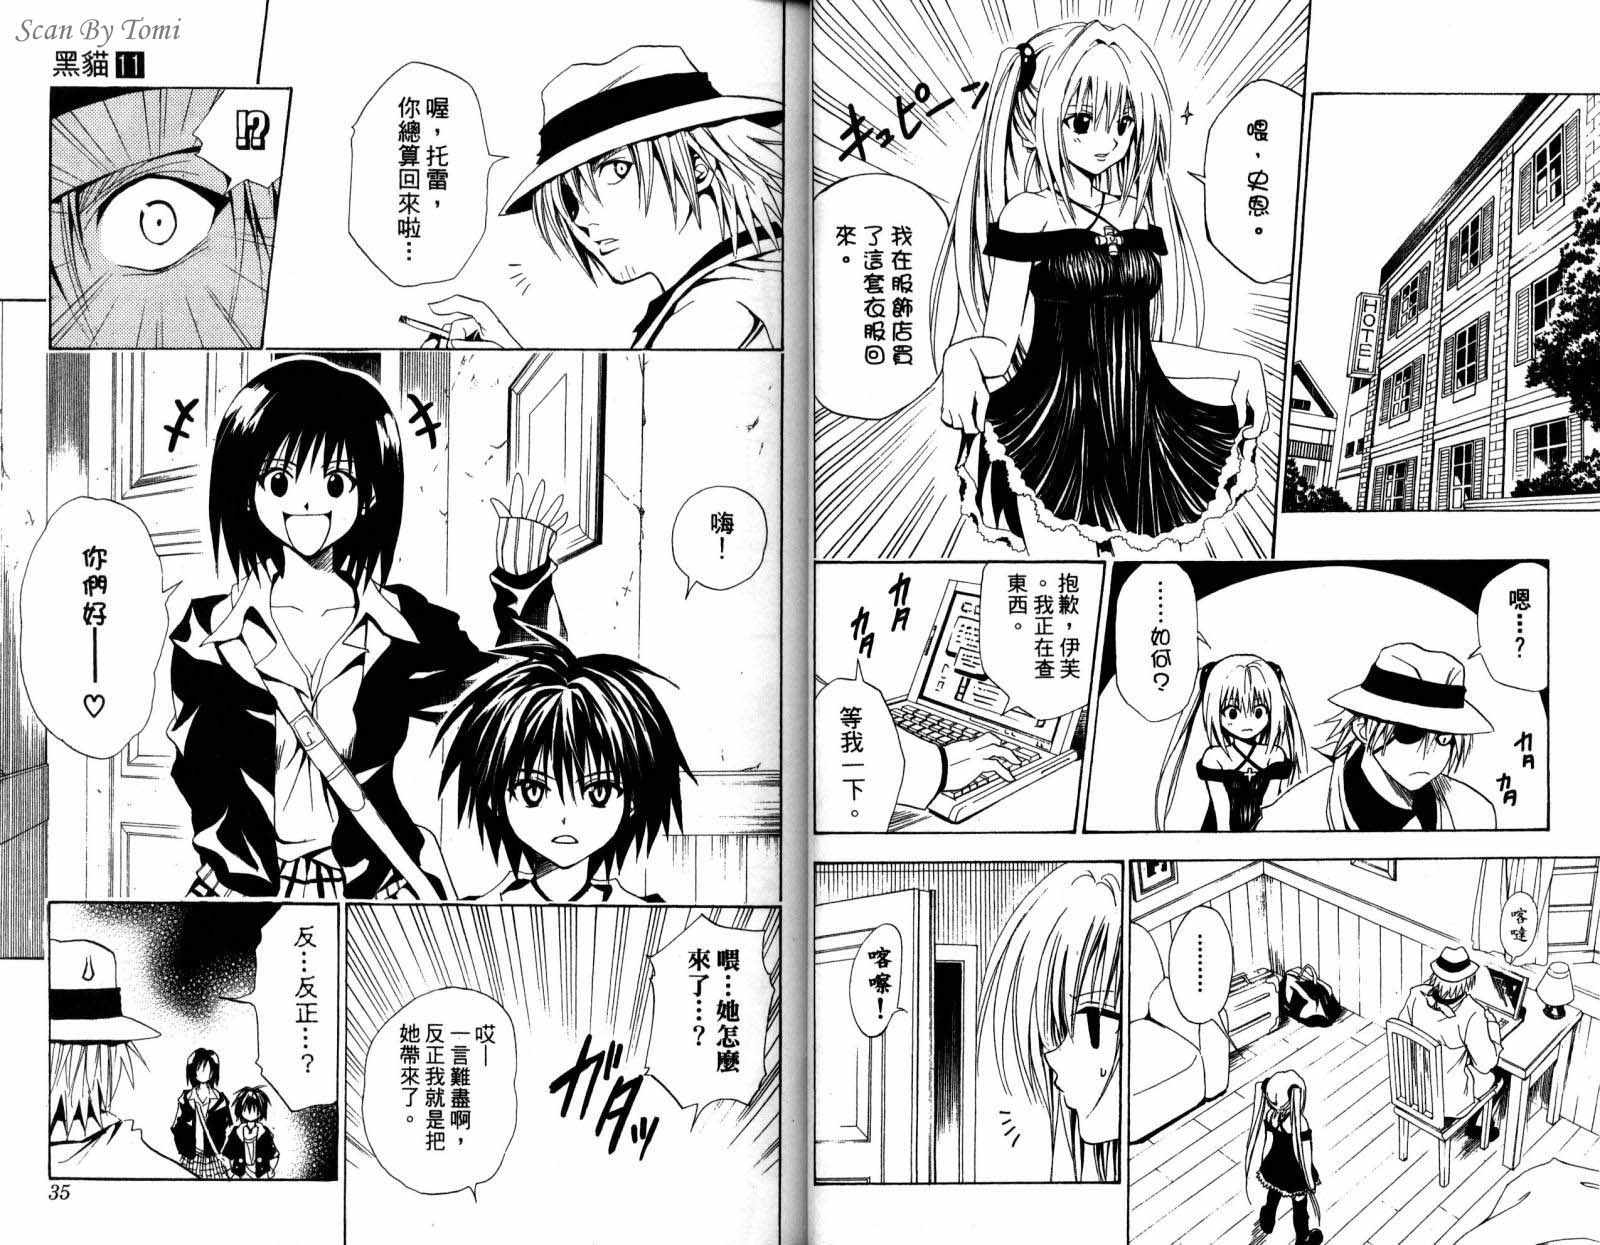 Scan By Tomi
黑貓 11
HOTEL
喂，史恩。
キュピーン
我在服飾店買
了這套衣服回
來。
嗯…?
……如何?
カタ
カタ
抱歉，伊芙
。我正在查
東西。
等我一下。
カタ
カタ
喀噠
………
喀嚓!
喔，托雷，
你總算回來啦…
!?
嗨!
你們好——♡
喂…她怎麼
來了…?
ガタッ
哎—
一言難盡啊，
反正我就是把
她帶來了。
反…反正…?
35